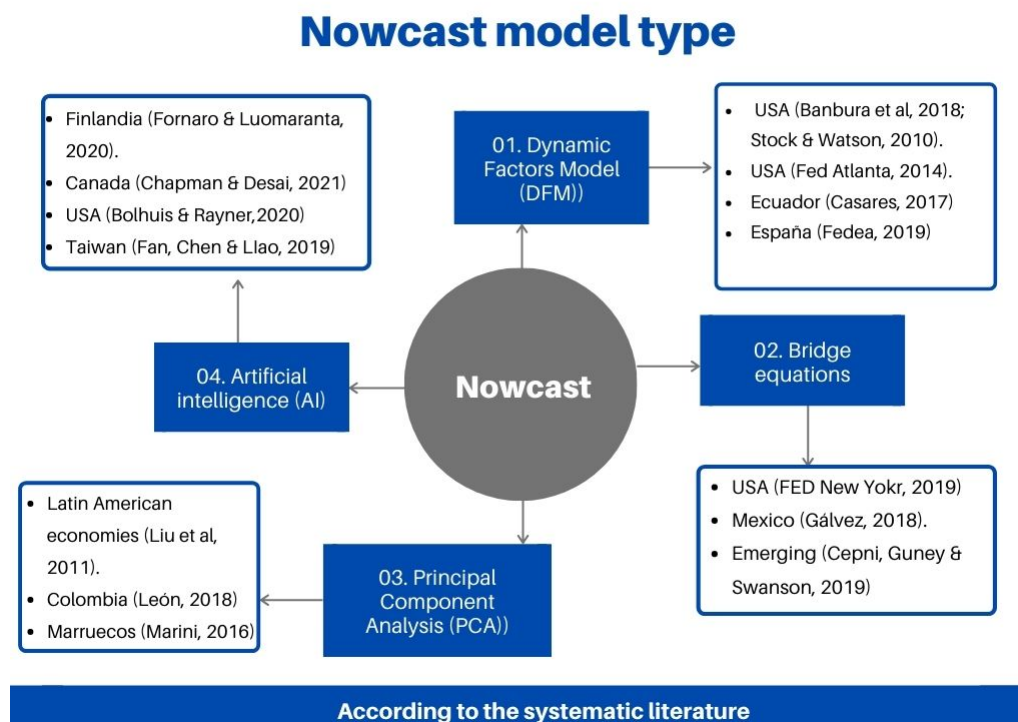 Nowcast model type
Finlandia (Fornaro & Luomaranta,
2020).
Canada (Chapman & Desai, 2021)
USA (Bolhuis & Rayner,2020)
Taiwan (Fan, Chen & LIao, 2019)
01. Dynamic
Factors Model
(DFM))
USA (Banbura et al, 2018;
Stock & Watson, 2010).
USA (Fed Atlanta, 2014).
Ecuador (Casares, 2017)
España (Fedea, 2019)
04. Artificial
intelligence (AI)
Nowcast
02. Bridge
equations
USA (FED New Yokr, 2019)
Mexico (Gálvez, 2018).
Emerging (Cepni, Guney &
Swanson, 2019)
Latin American
economies (Liu et al,
2011).
Colombia (León, 2018)
Marruecos (Marini, 2016)
03. Principal
Component
Analysis (PCA))
According to the systematic literature